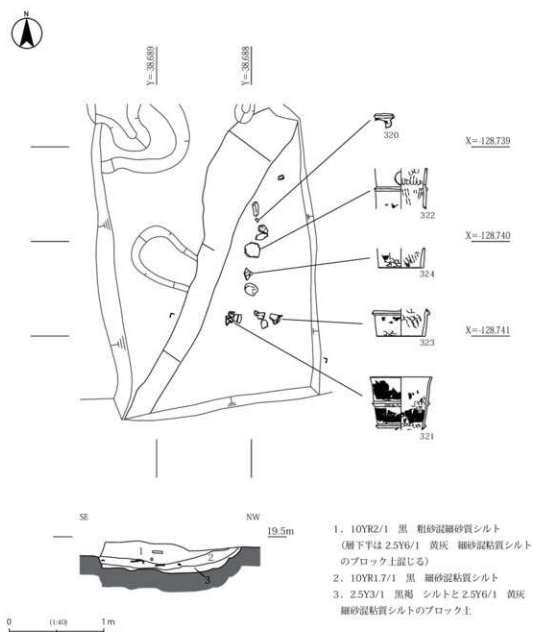 N
Y=-38.689
Y=-38.688
320
X=-128.739
322
X=-128.740
324
323
X=-128.741
321
SE
NW
19.5m
1
2
3
1. 10YR2/1 黒 粗砂混細砂質シルト
(層下半は 2.5Y6/1 黄灰 細砂混粘質シルト
のブロック土混じる)
2. 10YR1.7/1 黒 細砂混粘質シルト
3. 2.5Y3/1 黒褐 シルトと 2.5Y6/1 黄灰
細砂混粘質シルトのブロック土
0 (1:40) 1m